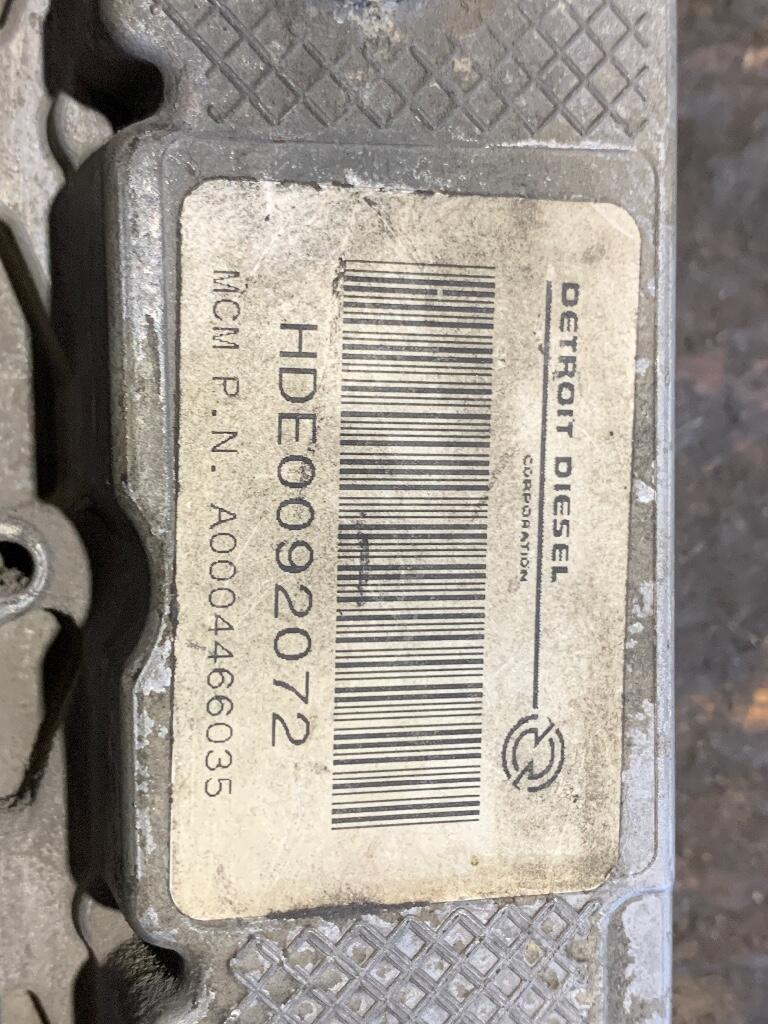 DETROIT DIESEL
CORPORATION
HDE0092072
MCM P.N. A0004466035